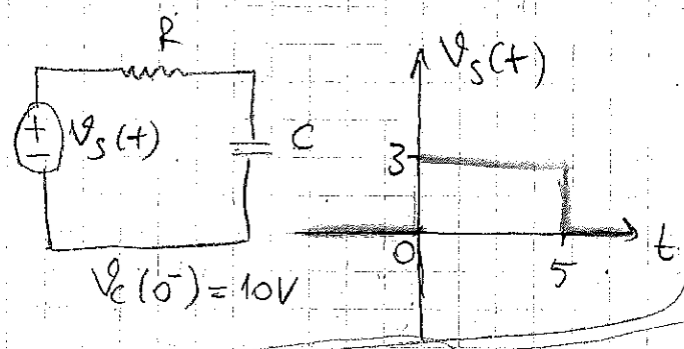 R
+
-
𝒱s(t)
C
𝒱c(0⁻) = 10V
𝒱s(t)
3
0
5
t